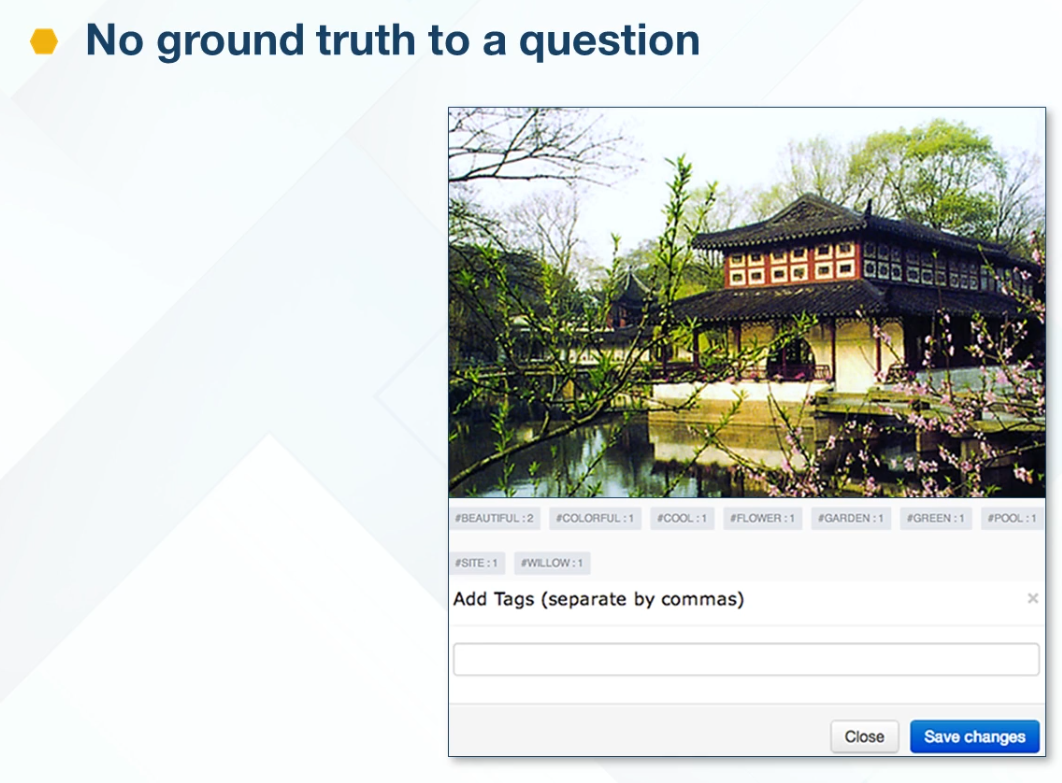 No ground truth to a question
#BEAUTIFUL : 2 #COLORFUL : 1 #COOL : 1 #FLOWER : 1 #GARDEN : 1 #GREEN : 1 #POOL : 1
#SITE : 1 #WILLOW : 1
Add Tags (separate by commas) ×
Close Save changes